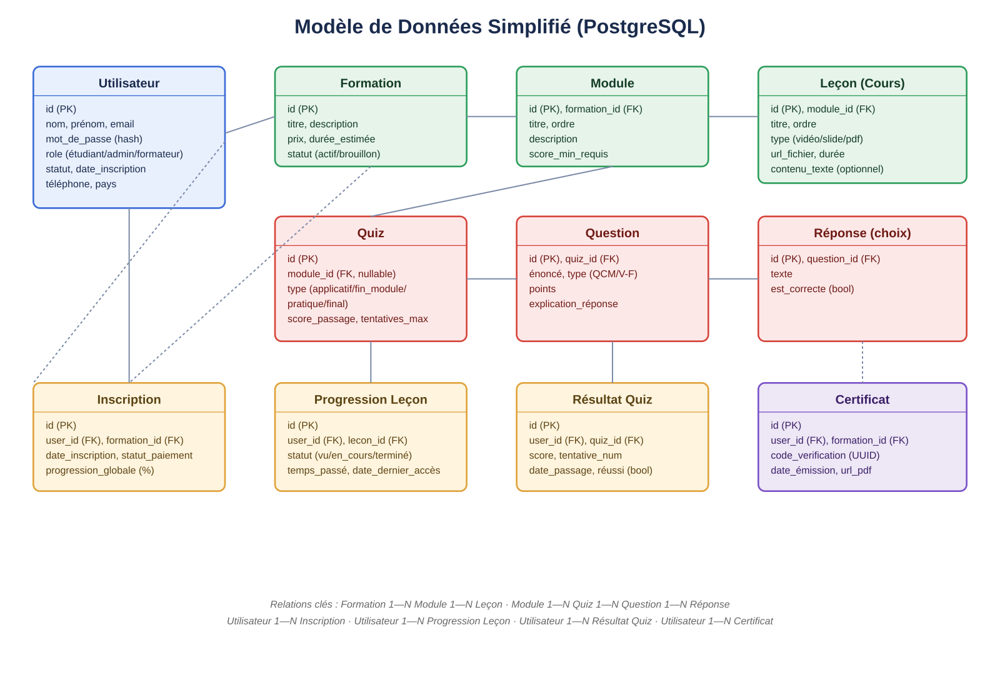 Modèle de Données Simplifié (PostgreSQL)
Utilisateur
id (PK)
nom, prénom, email
mot_de_passe (hash)
role (étudiant/admin/formateur)
statut, date_inscription
téléphone, pays
Formation
id (PK)
titre, description
prix, durée_estimée
statut (actif/brouillon)
Module
id (PK), formation_id (FK)
titre, ordre
description
score_min_requis
Leçon (Cours)
id (PK), module_id (FK)
titre, ordre
type (vidéo/slide/pdf)
url_fichier, durée
contenu_texte (optionnel)
Quiz
id (PK)
module_id (FK, nullable)
type (applicatif/fin_module/
pratique/final)
score_passage, tentatives_max
Question
id (PK), quiz_id (FK)
énoncé, type (QCM/V-F)
points
explication_réponse
Réponse (choix)
id (PK), question_id (FK)
texte
est_correcte (bool)
Inscription
id (PK)
user_id (FK), formation_id (FK)
date_inscription, statut_paiement
progression_globale (%)
Progression Leçon
id (PK)
user_id (FK), lecon_id (FK)
statut (vu/en_cours/terminé)
temps_passé, date_dernier_accès
Résultat Quiz
id (PK)
user_id (FK), quiz_id (FK)
score, tentative_num
date_passage, réussi (bool)
Certificat
id (PK)
user_id (FK), formation_id (FK)
code_verification (UUID)
date_émission, url_pdf
Relations clés : Formation 1—N Module 1—N Leçon · Module 1—N Quiz 1—N Question 1—N Réponse
Utilisateur 1—N Inscription · Utilisateur 1—N Progression Leçon · Utilisateur 1—N Résultat Quiz · Utilisateur 1—N Certificat